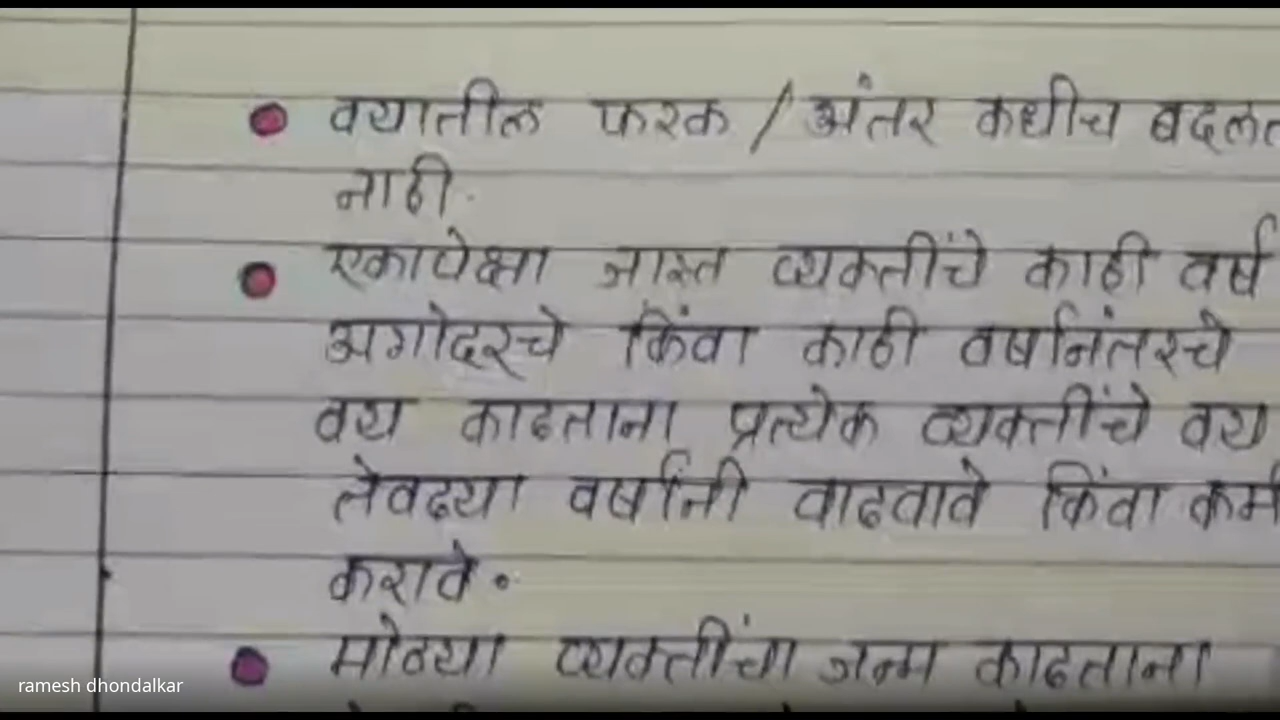 वयातील फरक / अंतर कधीच बदलत
नाही.
एकापेक्षा जास्त व्यक्तींचे काही वर्ष
अगोदरचे किंवा काही वर्षानंतरचे
वय काढताना प्रत्येक व्यक्तींचे वय
तेवढ्या वर्षांनी वाढवावे किंवा कमी
करावे.
मोठ्या व्यक्तींचा जन्म काढताना
ramesh dhondalkar